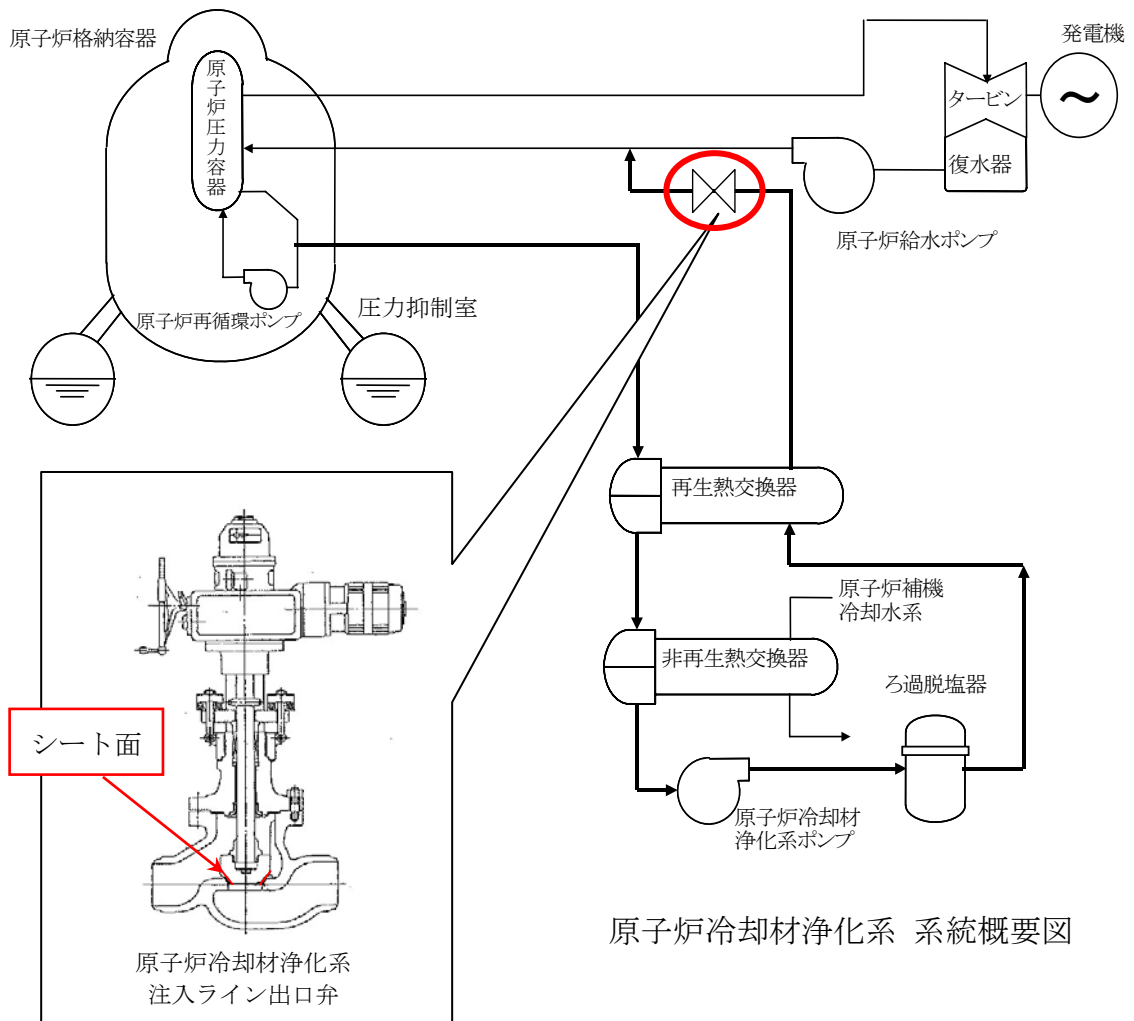 原子炉格納容器
原子炉圧力容器
発電機
～
タービン
復水器
原子炉給水ポンプ
原子炉再循環ポンプ
圧力抑制室
再生熱交換器
原子炉補機
冷却水系
非再生熱交換器
ろ過脱塩器
原子炉冷却材
浄化系ポンプ
シート面
原子炉冷却材浄化系
注入ライン出口弁
原子炉冷却材浄化系 系統概要図